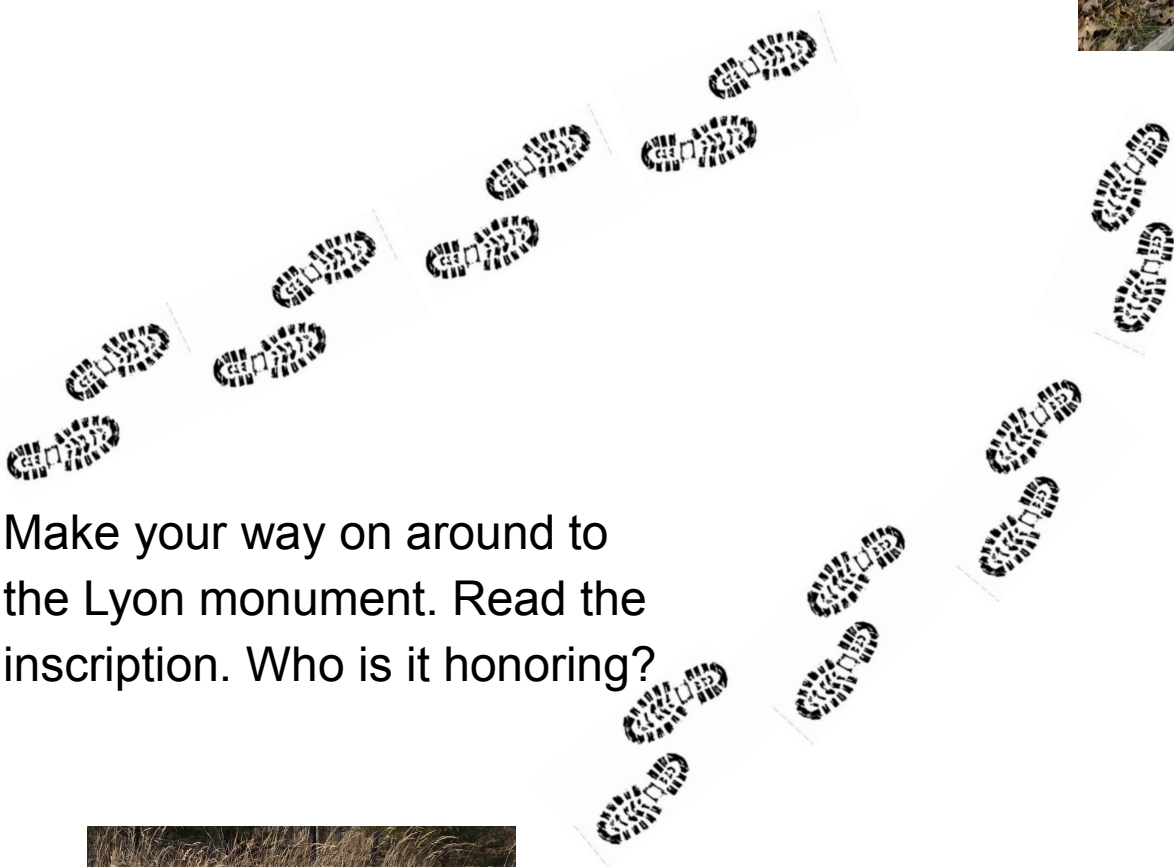 Make your way on around to
the Lyon monument. Read the
inscription. Who is it honoring?